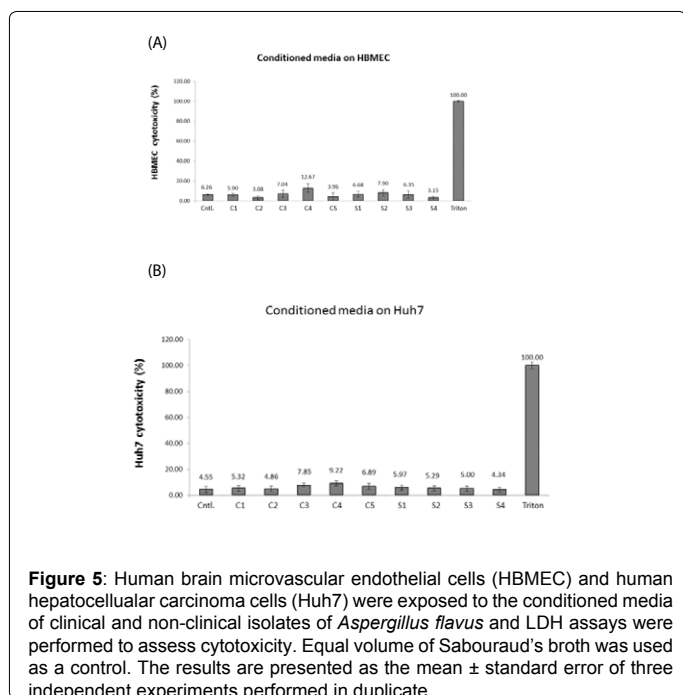 (A)
Conditioned media on HBMEC
HBMEC cytotoxicity (%)
120.00
100.00
80.00
60.00
40.00
20.00
0.00
6.26 5.90 3.08 7.04 12.67 3.96 6.68 7.90 6.35 3.15 100.00
Cntl. C1 C2 C3 C4 C5 S1 S2 S3 S4 Triton
(B)
Conditioned media on Huh7
Huh7 cytotoxicity (%)
120.00
100.00
80.00
60.00
40.00
20.00
0.00
4.55 5.32 4.86 7.85 9.22 6.89 5.97 5.29 5.00 4.34 100.00
Cntl. C1 C2 C3 C4 C5 S1 S2 S3 S4 Triton
Figure 5: Human brain microvascular endothelial cells (HBMEC) and human
hepatocellualar carcinoma cells (Huh7) were exposed to the conditioned media
of clinical and non-clinical isolates of Aspergillus flavus and LDH assays were
performed to assess cytotoxicity. Equal volume of Sabouraud's broth was used
as a control. The results are presented as the mean ± standard error of three
independent experiments performed in duplicate.